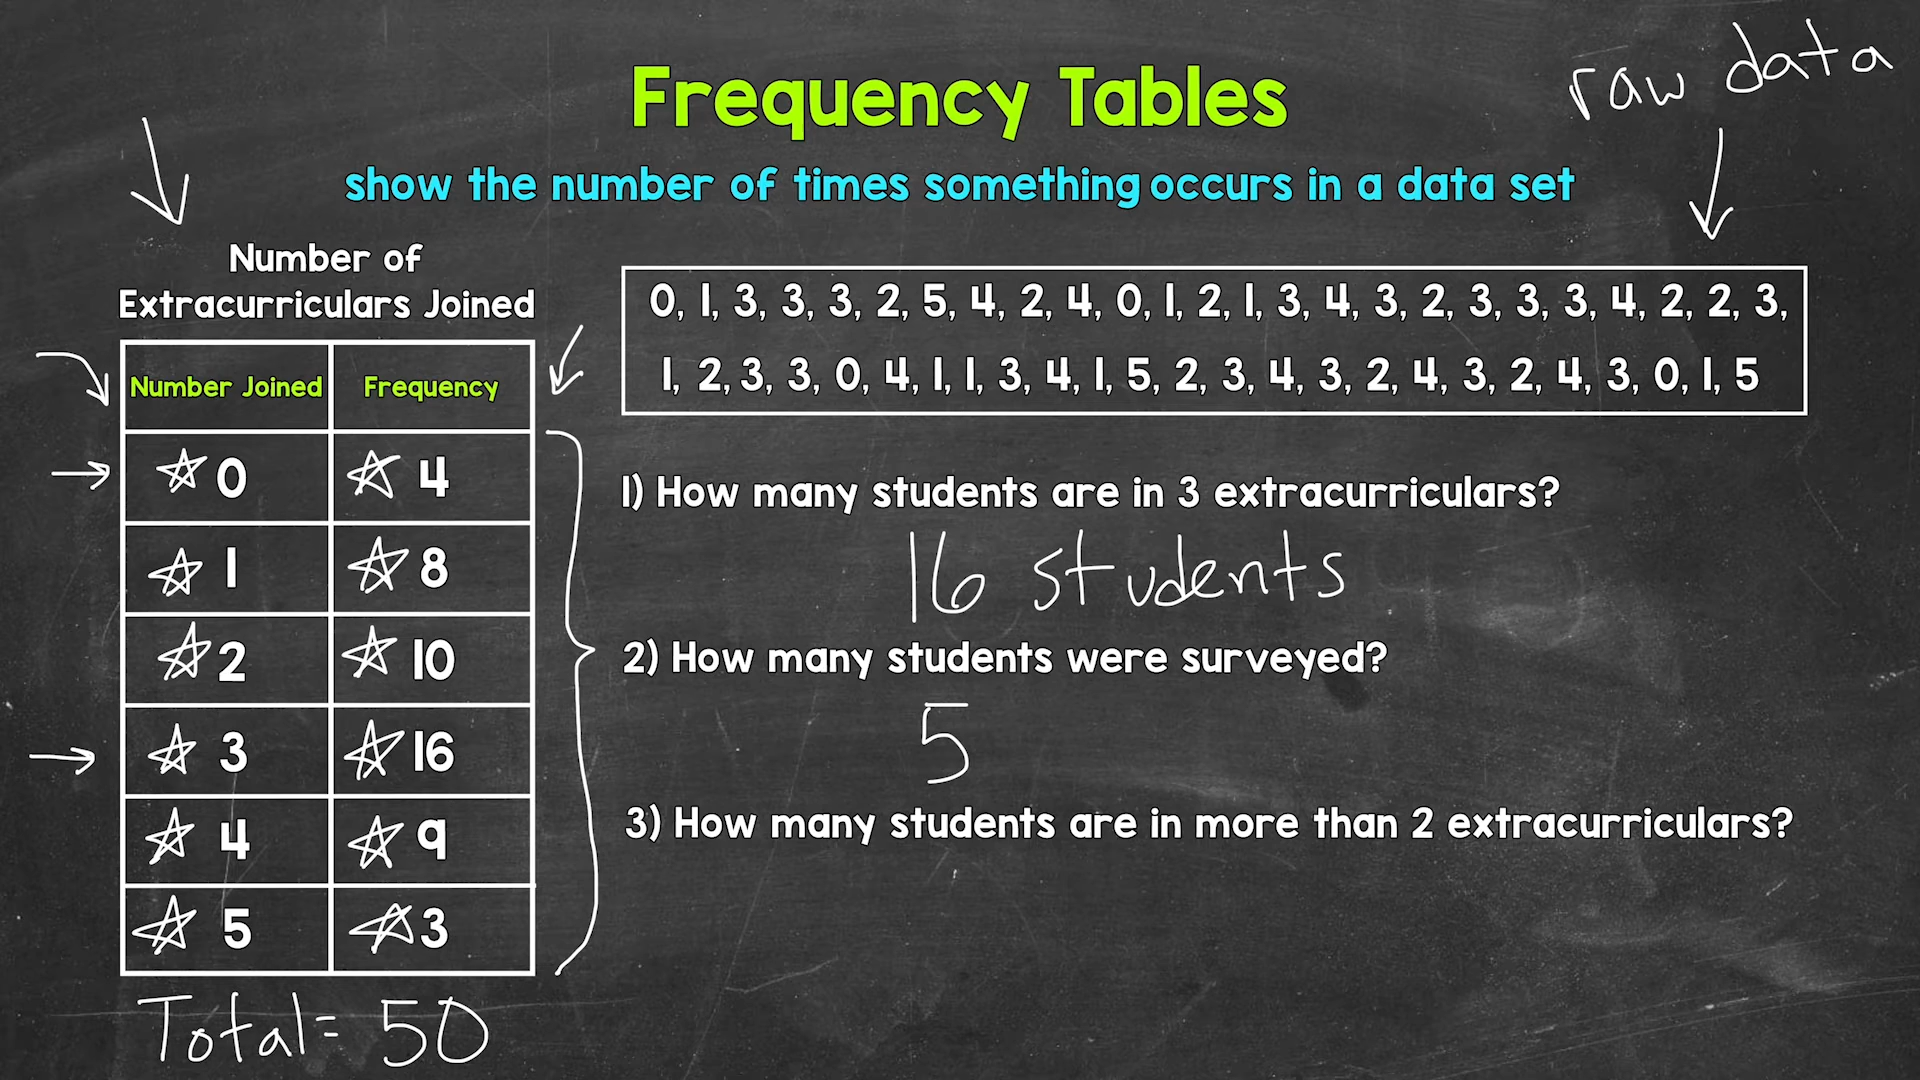 raw data
Frequency Tables
show the number of times something occurs in a data set
Number of
Extracurriculars Joined
Number Joined Frequency
0 4
1 8
2 10
3 16
4 9
5 3
Total = 50
0, 1, 3, 3, 3, 2, 5, 4, 2, 4, 0, 1, 2, 1, 3, 4, 3, 2, 3, 3, 3, 4, 2, 2, 3,
1, 2, 3, 3, 0, 4, 1, 1, 3, 4, 1, 5, 2, 3, 4, 3, 2, 4, 3, 2, 4, 3, 0, 1, 5
1) How many students are in 3 extracurriculars?
16 students
2) How many students were surveyed?
5
3) How many students are in more than 2 extracurriculars?